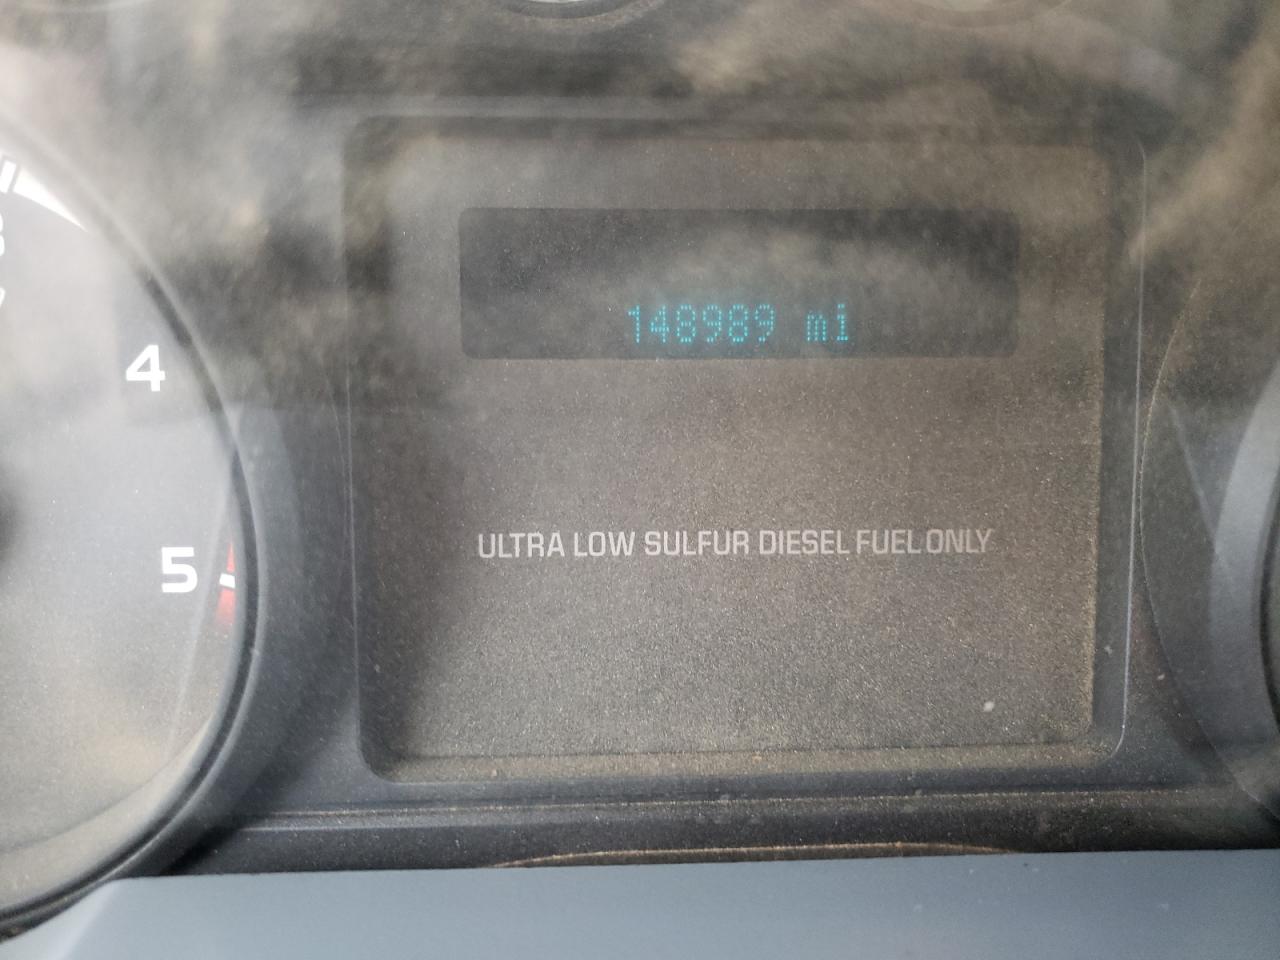 148989 mi
4
ULTRA LOW SULFUR DIESEL FUEL ONLY
5